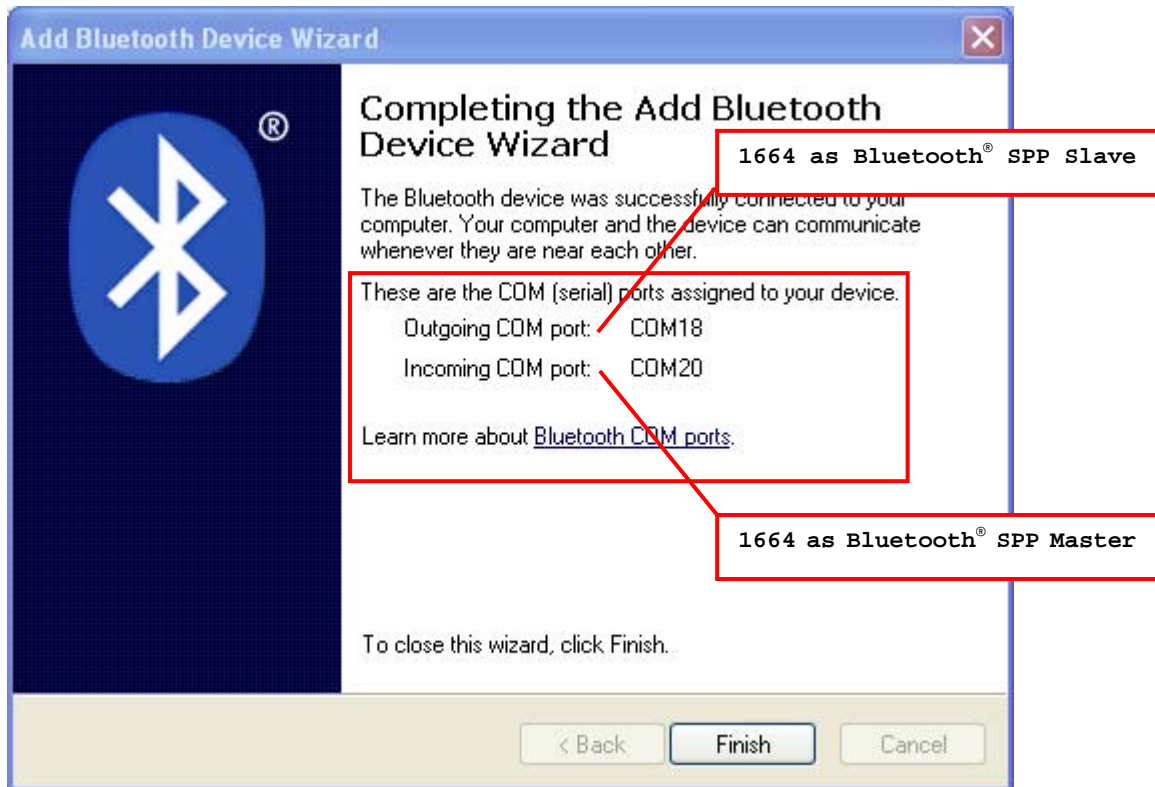 Add Bluetooth Device Wizard
®
Completing the Add Bluetooth
Device Wizard
1664 as Bluetooth® SPP Slave
The Bluetooth device was successfully connected to your
computer. Your computer and the device can communicate
whenever they are near each other.
These are the COM (serial) ports assigned to your device.
Outgoing COM port: COM18
Incoming COM port: COM20
Learn more about Bluetooth COM ports.
1664 as Bluetooth® SPP Master
To close this wizard, click Finish.
< Back Finish Cancel